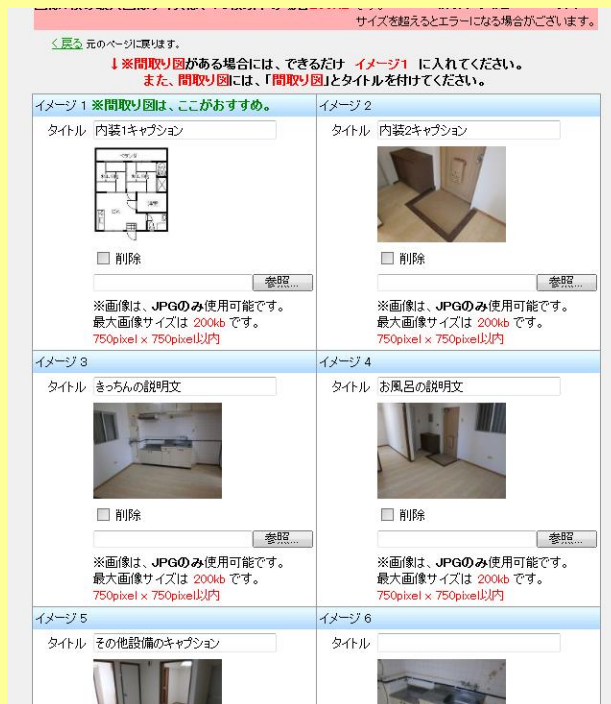 サイズを超えるとエラーになる場合がございます。
く戻る 元のページに戻ります。
↓※間取り図がある場合には、できるだけ イメージ1 に入れてください。
また、間取り図には、「間取り図」とタイトルを付けてください。
イメージ 1 ※間取り図は、ここがおすすめ。
タイトル 内装1キャプション
削除
参照...
※画像は、JPGのみ使用可能です。
最大画像サイズは 200kb です。
750pixel x 750pixel以内
イメージ 2
タイトル 内装2キャプション
削除
参照...
※画像は、JPGのみ使用可能です。
最大画像サイズは 200kb です。
750pixel x 750pixel以内
イメージ 3
タイトル きっちんの説明文
削除
参照...
※画像は、JPGのみ使用可能です。
最大画像サイズは 200kb です。
750pixel x 750pixel以内
イメージ 4
タイトル お風呂の説明文
削除
参照...
※画像は、JPGのみ使用可能です。
最大画像サイズは 200kb です。
750pixel x 750pixel以内
イメージ 5
タイトル その他設備のキャプション
イメージ 6
タイトル